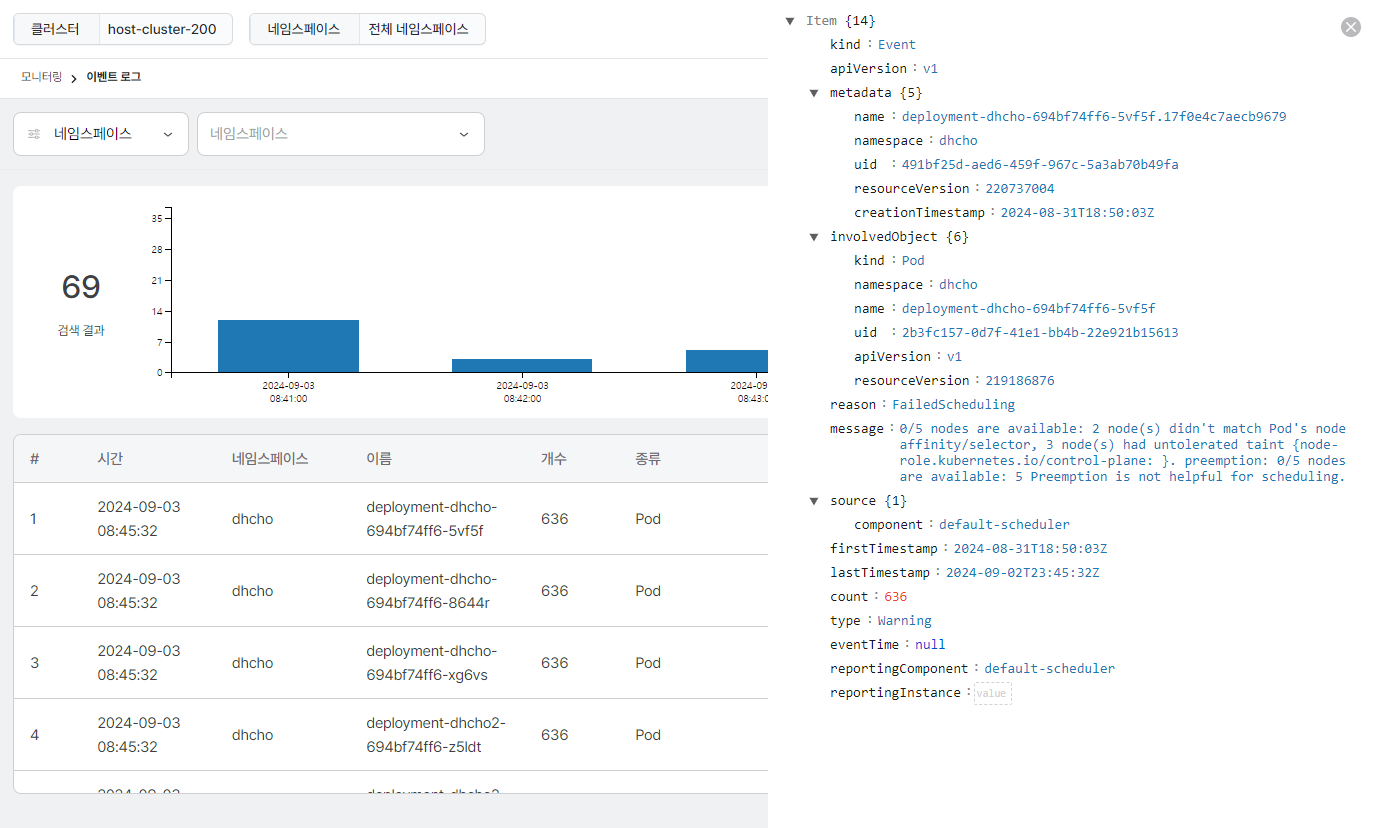 클러스터 host-cluster-200 네임스페이스 전체 네임스페이스
모니터링 > 이벤트 로그
네임스페이스 네임스페이스
69
검색 결과
35
28
21
14
7
0
2024-09-03
08:41:00
2024-09-03
08:42:00
2024-09
08:43:0
# 시간 네임스페이스 이름 개수 종류
1 2024-09-03 08:45:32 dhcho deployment-dhcho-694bf74ff6-5vf5f 636 Pod
2 2024-09-03 08:45:32 dhcho deployment-dhcho-694bf74ff6-8644r 636 Pod
3 2024-09-03 08:45:32 dhcho deployment-dhcho-694bf74ff6-xg6vs 636 Pod
4 2024-09-03 08:45:32 dhcho deployment-dhcho2-694bf74ff6-z5ldt 636 Pod
Item {14}
kind : Event
apiVersion : v1
metadata {5}
name : deployment-dhcho-694bf74ff6-5vf5f.17f0e4c7aecb9679
namespace : dhcho
uid : 491bf25d-aed6-459f-967c-5a3ab70b49fa
resourceVersion : 220737004
creationTimestamp : 2024-08-31T18:50:03Z
involvedObject {6}
kind : Pod
namespace : dhcho
name : deployment-dhcho-694bf74ff6-5vf5f
uid : 2b3fc157-0d7f-41e1-bb4b-22e921b15613
apiVersion : v1
resourceVersion : 219186876
reason : FailedScheduling
message : 0/5 nodes are available: 2 node(s) didn't match Pod's node
affinity/selector, 3 node(s) had untolerated taint {node-
role.kubernetes.io/control-plane: }. preemption: 0/5 nodes
are available: 5 Preemption is not helpful for scheduling.
source {1}
component : default-scheduler
firstTimestamp : 2024-08-31T18:50:03Z
lastTimestamp : 2024-09-02T23:45:32Z
count : 636
type : Warning
eventTime : null
reportingComponent : default-scheduler
reportingInstance : value